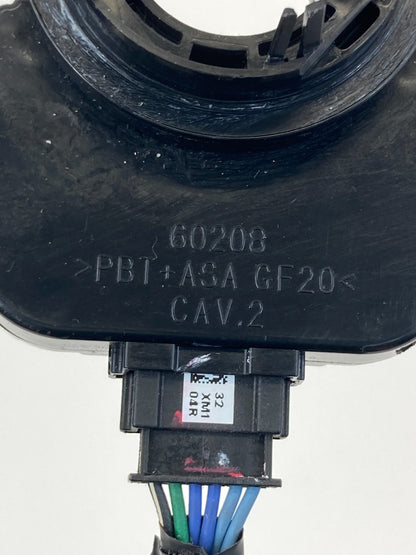 60208
>PBT+ASA GF20<
CAV.2
32
XM1
04R